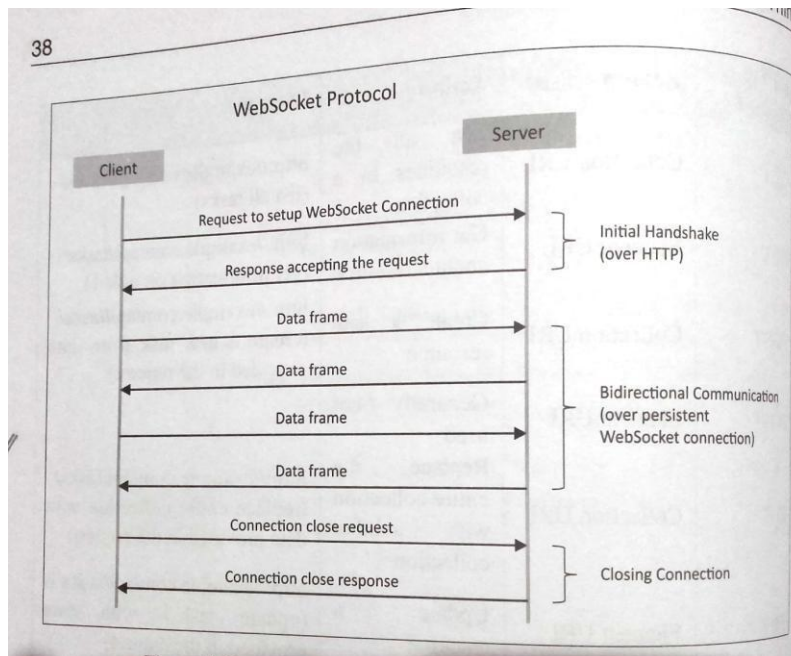 38
WebSocket Protocol
Client
Server
Request to setup WebSocket Connection
Response accepting the request
Initial Handshake
(over HTTP)
Data frame
Data frame
Data frame
Data frame
Bidirectional Communication
(over persistent
WebSocket connection)
Connection close request
Connection close response
Closing Connection